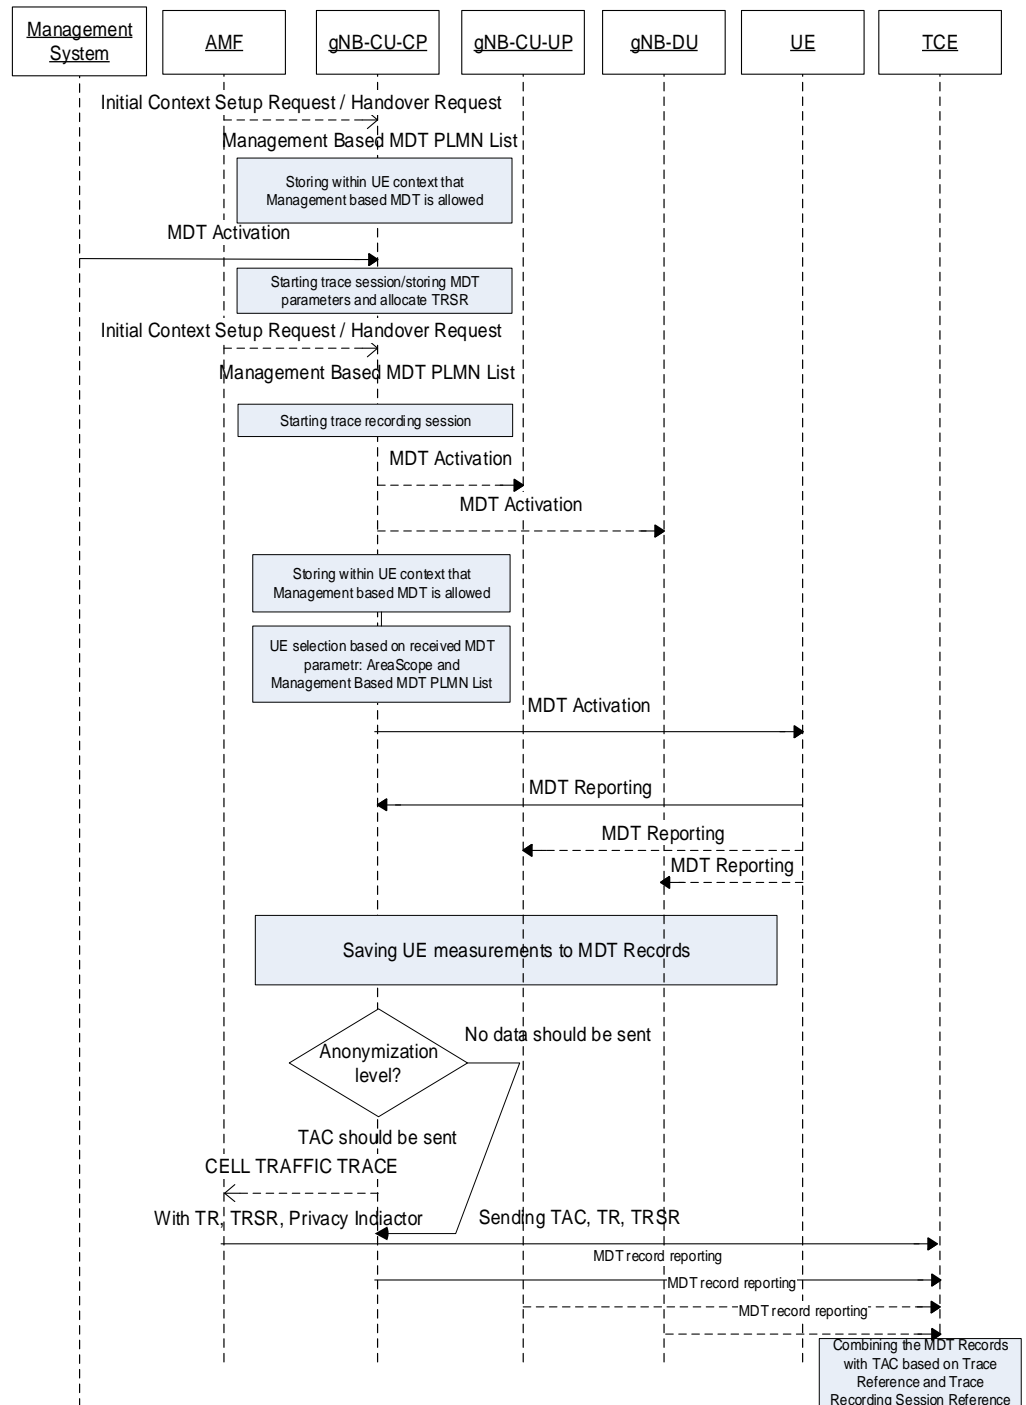 Management
System
AMF
gNB-CU-CP
gNB-CU-UP
gNB-DU
UE
TCE
Initial Context Setup Request / Handover Request
Management Based MDT PLMN List
Storing within UE context that
Management based MDT is allowed
MDT Activation
Starting trace session/storing MDT
parameters and allocate TRSR
Initial Context Setup Request / Handover Request
Management Based MDT PLMN List
Starting trace recording session
MDT Activation
MDT Activation
Storing within UE context that
Management based MDT is allowed
UE selection based on received MDT
parametr: AreaScope and
Management Based MDT PLMN List
MDT Activation
MDT Reporting
MDT Reporting
MDT Reporting
Saving UE measurements to MDT Records
No data should be sent
Anonymization
level?
TAC should be sent
CELL TRAFFIC TRACE
With TR, TRSR, Privacy Indiactor
Sending TAC, TR, TRSR
MDT record reporting
MDT record reporting
MDT record reporting
Combining the MDT Records
with TAC based on Trace
Reference and Trace
Recording Session Reference